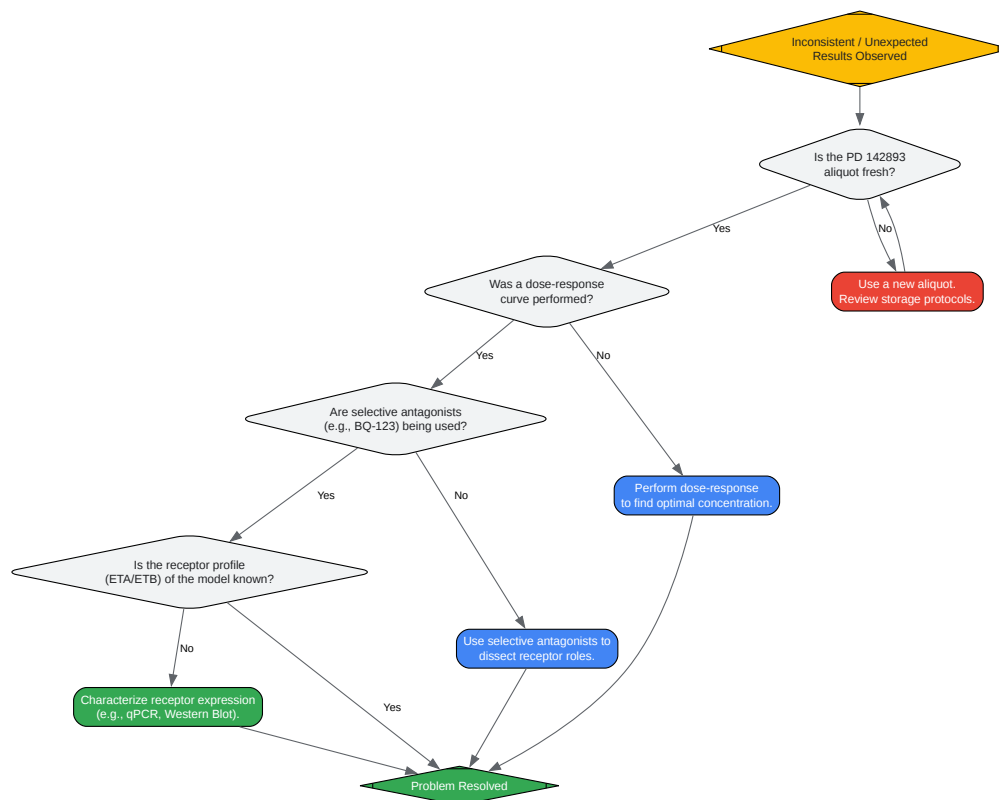 Inconsistent / Unexpected
Results Observed
Is the PD 142893
aliquot fresh?
Yes
No
Use a new aliquot.
Review storage protocols.
Was a dose-response
curve performed?
Yes
No
Are selective antagonists
(e.g., BQ-123) being used?
Yes
No
Perform dose-response
to find optimal concentration.
Is the receptor profile
(ETA/ETB) of the model known?
No
Yes
Use selective antagonists to
dissect receptor roles.
Characterize receptor expression
(e.g., qPCR, Western Blot).
Problem Resolved